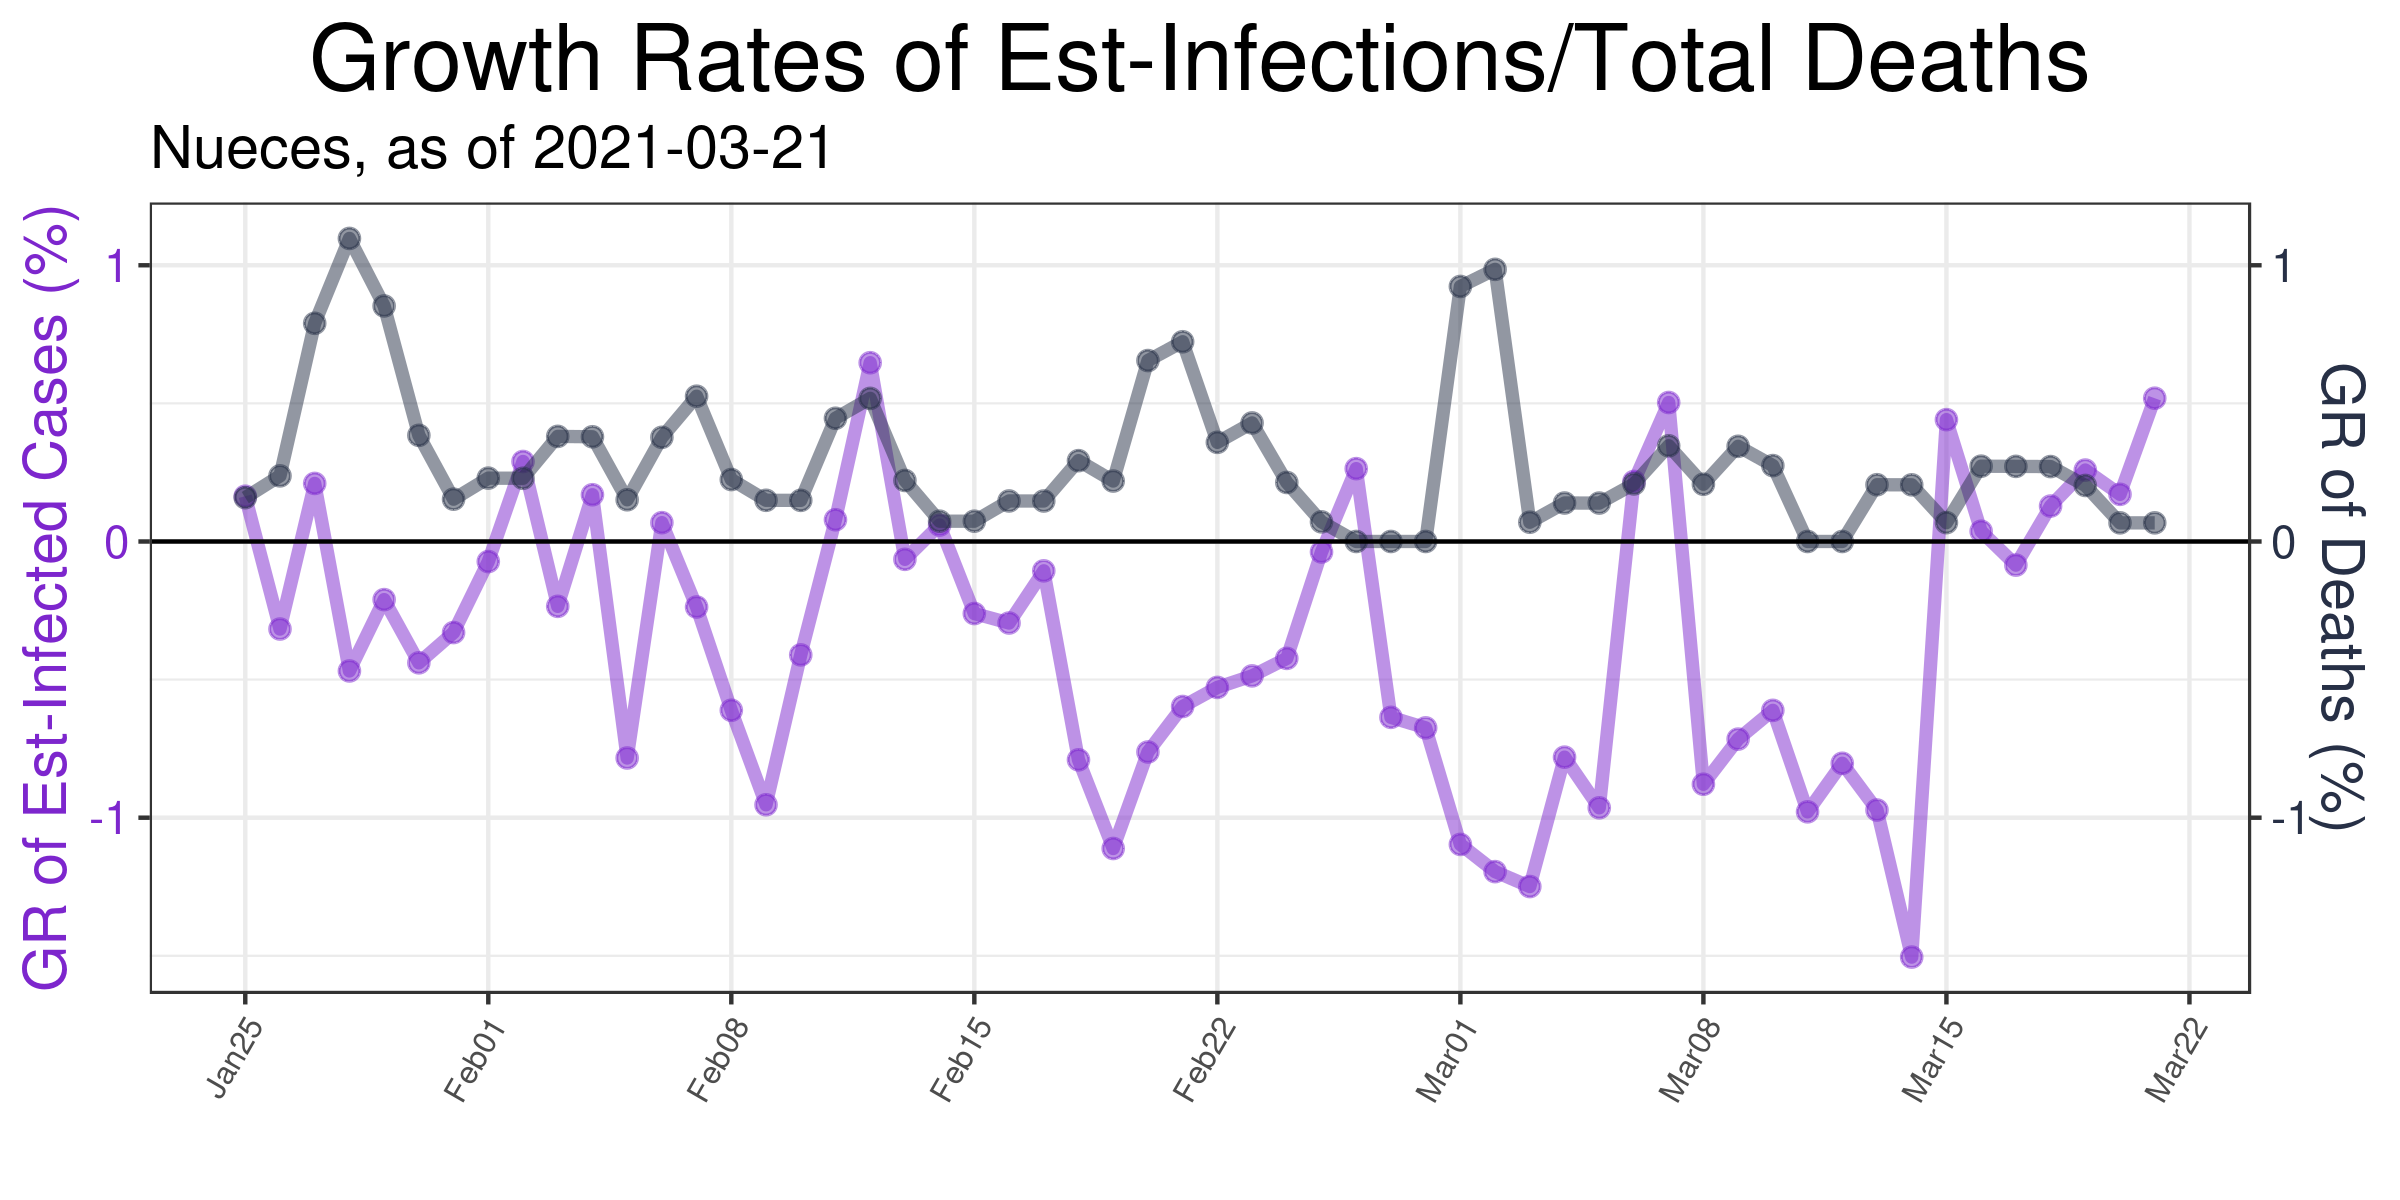 Growth Rates of Est-Infections/Total Deaths
Nueces, as of 2021-03-21
GR of Est-Infected Cases (%)
1
0
-1
1
0
-1
GR of Deaths (%)
Jan25
Feb01
Feb08
Feb15
Feb22
Mar01
Mar08
Mar15
Mar22